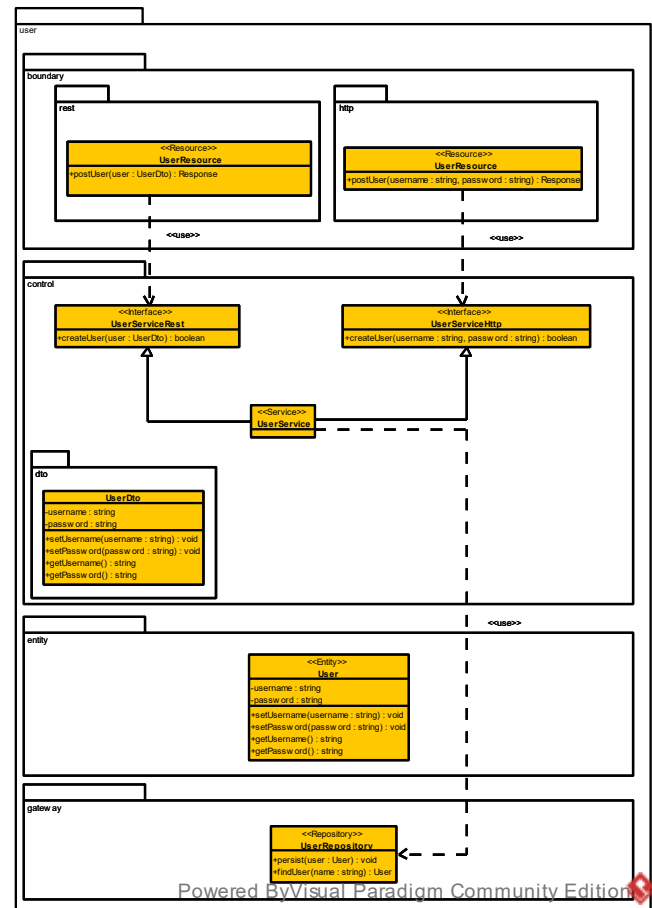 user
boundary
rest
<<Resource>>
UserResource
+postUser(user : UserDto) : Response
http
<<Resource>>
UserResource
+postUser(username : string, password : string) : Response
<<use>>
<<use>>
control
<<Interface>>
UserServiceRest
+createUser(user : UserDto) : boolean
<<Interface>>
UserServiceHttp
+createUser(username : string, password : string) : boolean
<<Service>>
UserService
dto
UserDto
-username : string
-password : string
+setUsername(username : string) : void
+setPassword(password : string) : void
+getUsername() : string
+getPassword() : string
<<use>>
entity
<<Entity>>
User
-username : string
-password : string
+setUsername(username : string) : void
+setPassword(password : string) : void
+getUsername() : string
+getPassword() : string
gateway
<<Repository>>
UserRepository
+persist(user : User) : void
+findUser(name : string) : User
Powered ByVisual Paradigm Community Edition